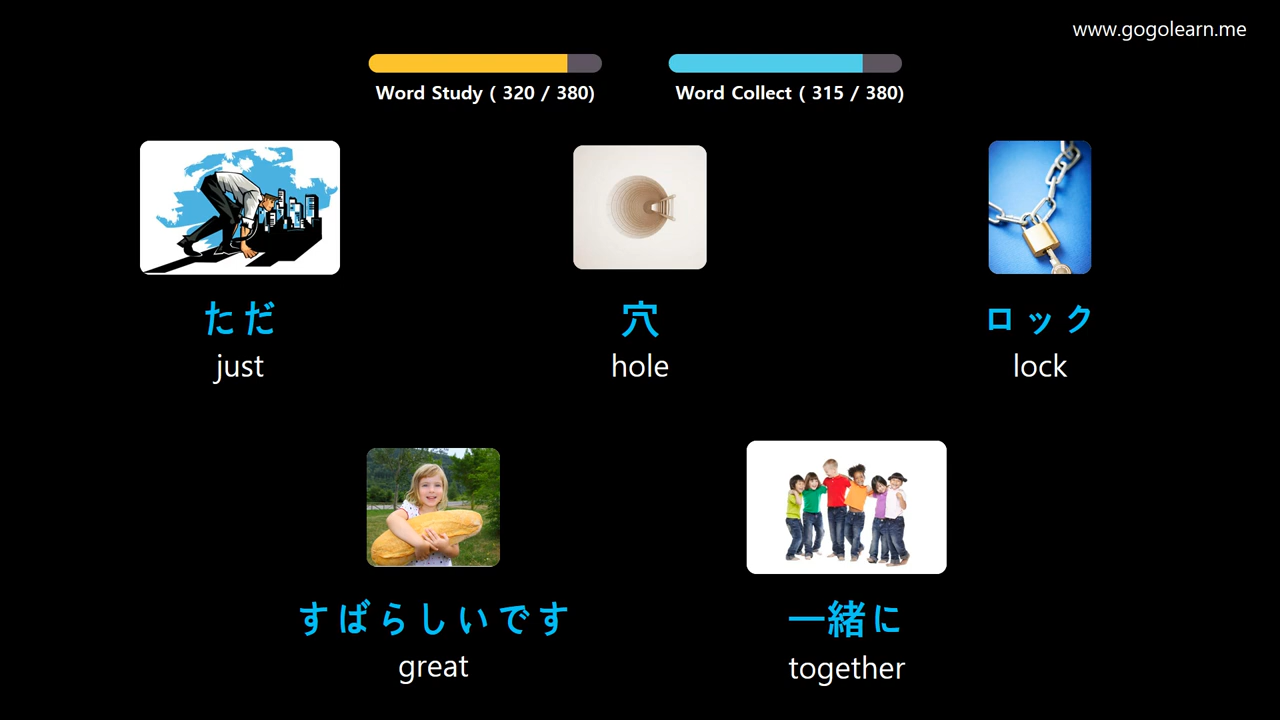 www.gogolearn.me
Word Study ( 320 / 380)
Word Collect ( 315 / 380)
ただ
just
穴
hole
ロック
lock
すばらしいです
great
一緒に
together